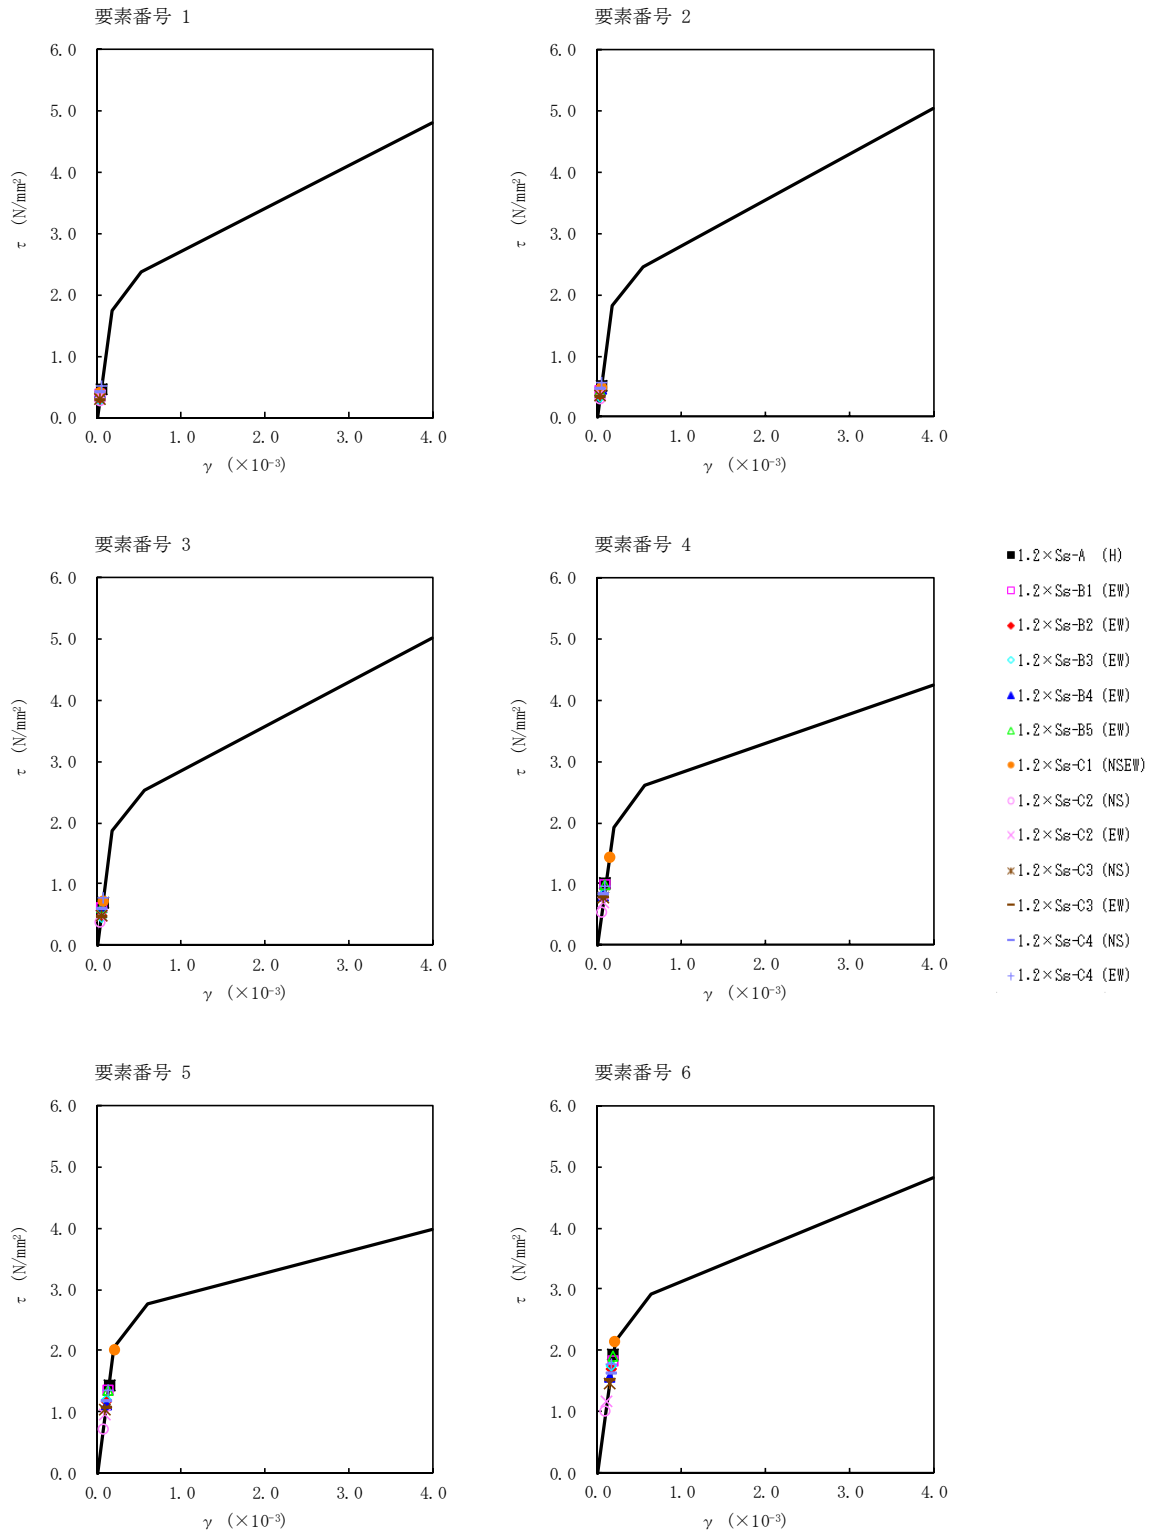 要素番号 1
6.0
5.0
4.0
3.0
2.0
1.0
0.0
τ (N/mm²)
0.0 1.0 2.0 3.0 4.0
γ (×10⁻³)
要素番号 2
6.0
5.0
4.0
3.0
2.0
1.0
0.0
τ (N/mm²)
0.0 1.0 2.0 3.0 4.0
γ (×10⁻³)
要素番号 3
6.0
5.0
4.0
3.0
2.0
1.0
0.0
τ (N/mm²)
0.0 1.0 2.0 3.0 4.0
γ (×10⁻³)
要素番号 4
6.0
5.0
4.0
3.0
2.0
1.0
0.0
τ (N/mm²)
0.0 1.0 2.0 3.0 4.0
γ (×10⁻³)
1.2×Ss-A (H)
1.2×Ss-B1 (EW)
1.2×Ss-B2 (EW)
1.2×Ss-B3 (EW)
1.2×Ss-B4 (EW)
1.2×Ss-B5 (EW)
1.2×Ss-C1 (NSEW)
1.2×Ss-C2 (NS)
1.2×Ss-C2 (EW)
1.2×Ss-C3 (NS)
1.2×Ss-C3 (EW)
1.2×Ss-C4 (NS)
1.2×Ss-C4 (EW)
要素番号 5
6.0
5.0
4.0
3.0
2.0
1.0
0.0
τ (N/mm²)
0.0 1.0 2.0 3.0 4.0
γ (×10⁻³)
要素番号 6
6.0
5.0
4.0
3.0
2.0
1.0
0.0
τ (N/mm²)
0.0 1.0 2.0 3.0 4.0
γ (×10⁻³)